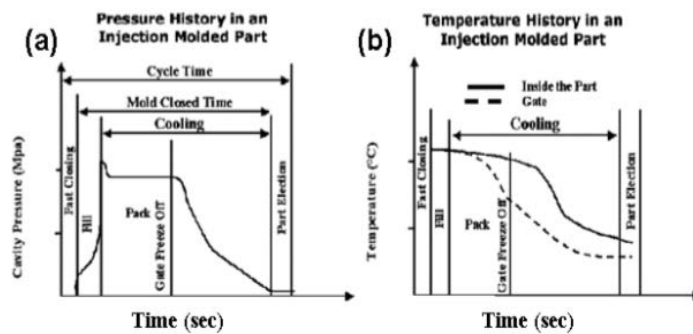 (a)
Pressure History in an
Injection Molded Part
Cycle Time
Mold Closed Time
Cooling
Cavity Pressure (Mpa)
Fast Closing
Fill
Pack
Gate Freeze Off
Part Election
Time (sec)
(b)
Temperature History in an
Injection Molded Part
Inside the Part
Gate
Cooling
Temperature (°C)
Fast Closing
Fill
Pack
Gate Freeze Off
Part Election
Time (sec)